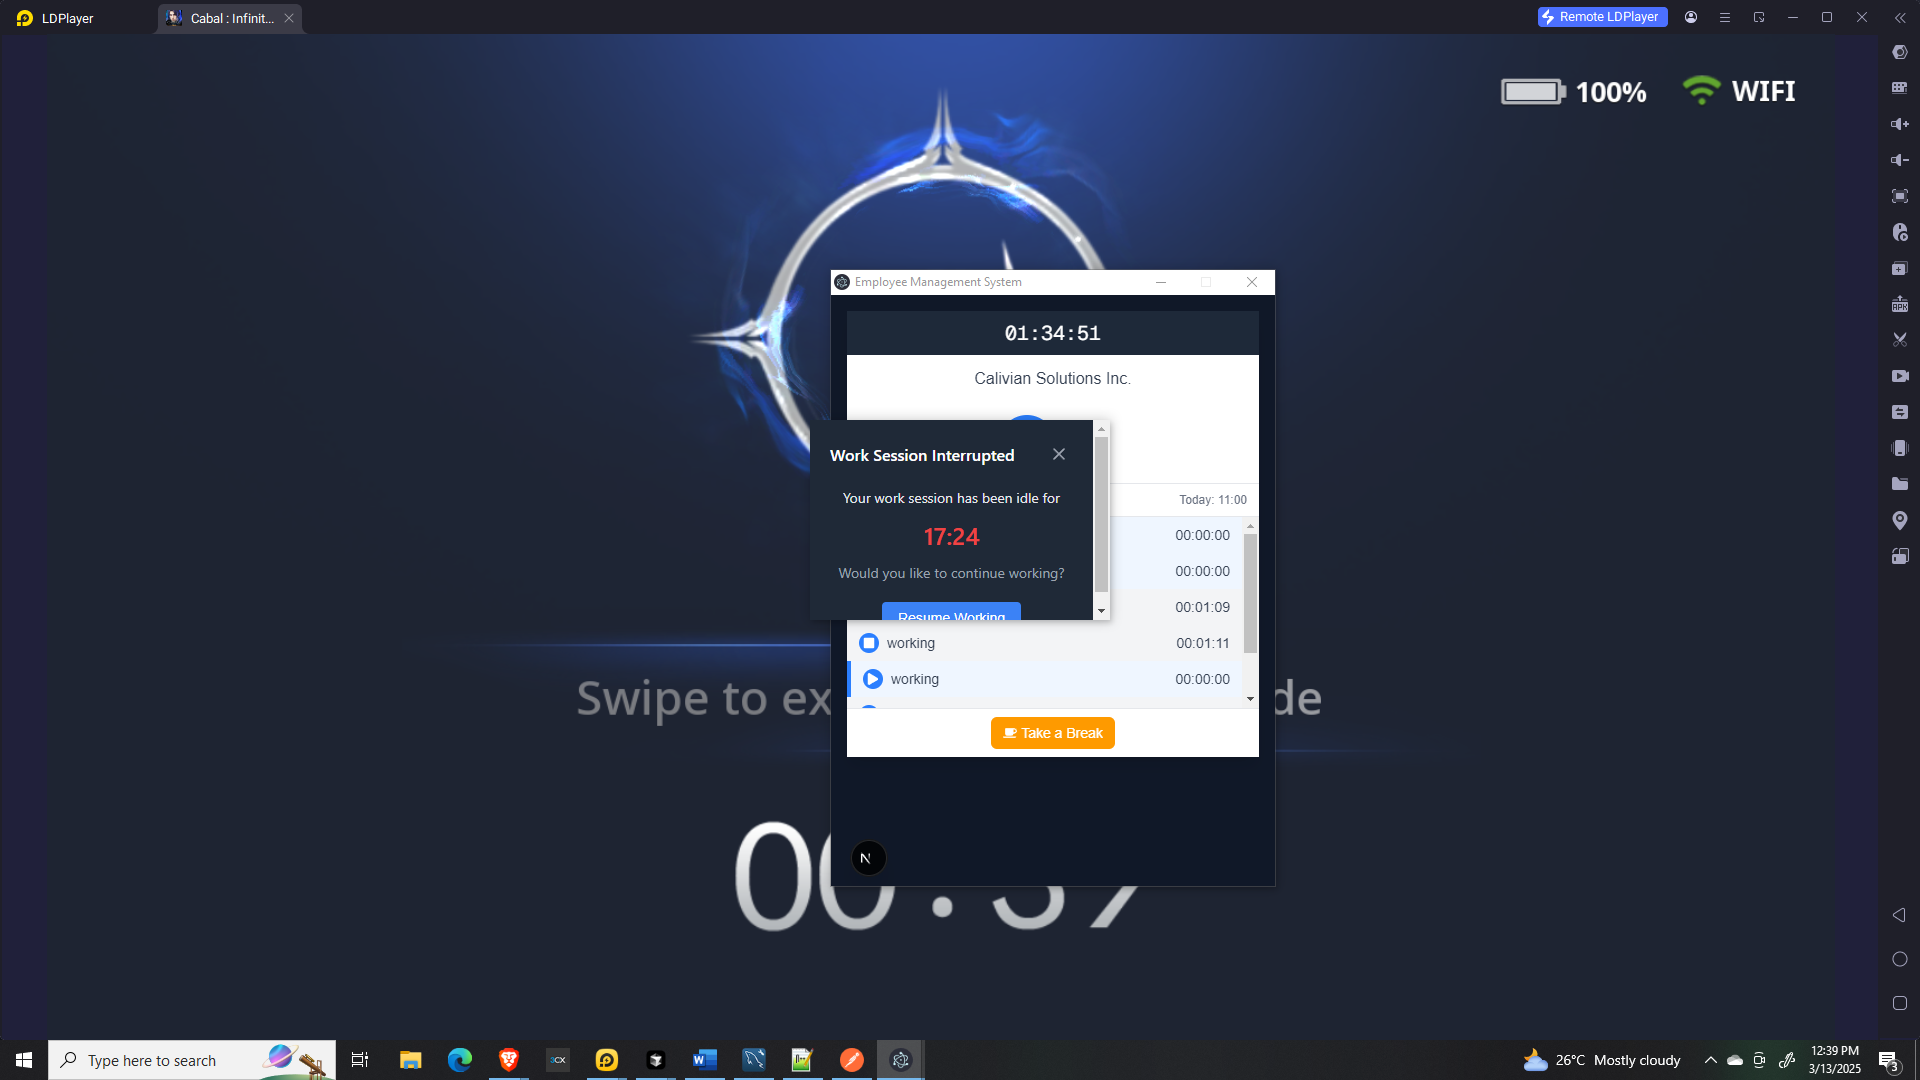 LDPlayer
Cabal : Infinit...
Remote LDPlayer
100%
WIFI
Employee Management System
01:34:51
Calivian Solutions Inc.
Work Session Interrupted
Your work session has been idle for
17:24
Would you like to continue working?
Resume Working
Today: 11:00
00:00:00
00:00:00
00:01:09
working 00:01:11
working 00:00:00
Take a Break
Swipe to ex
de
N
Type here to search
26°C Mostly cloudy
12:39 PM
3/13/2025
3